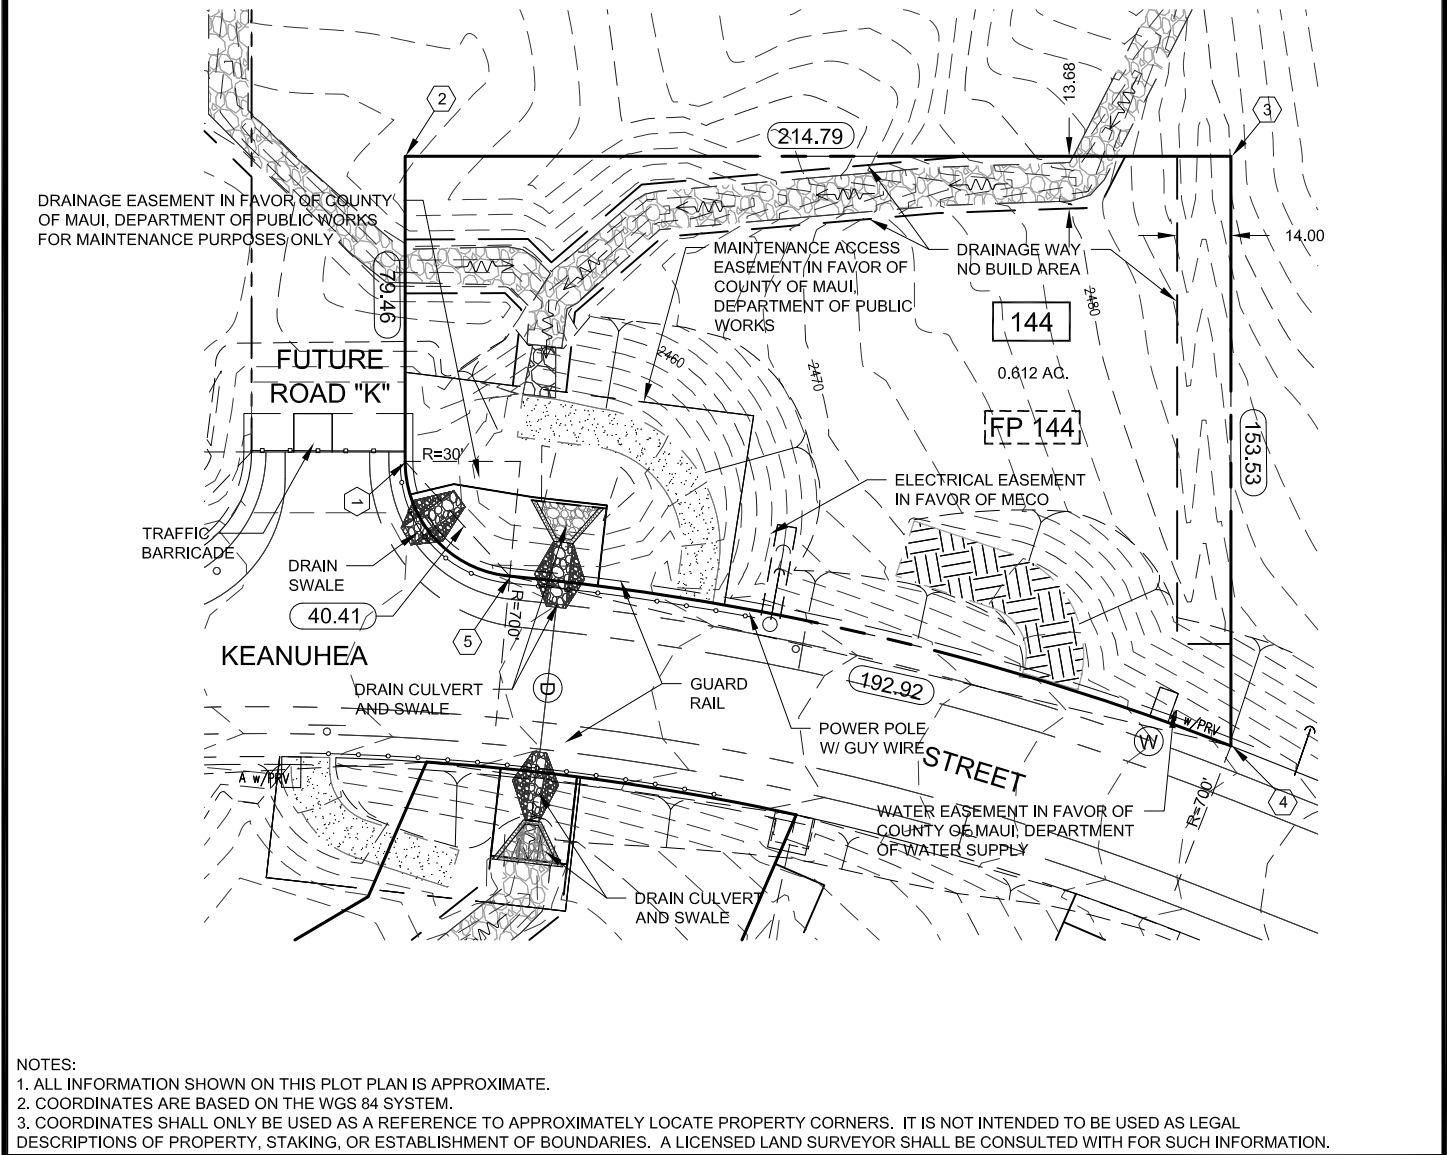 2
214.79
13.68
3
DRAINAGE EASEMENT IN FAVOR OF COUNTY
OF MAUI, DEPARTMENT OF PUBLIC WORKS
FOR MAINTENANCE PURPOSES ONLY
79.46
MAINTENANCE ACCESS
EASEMENT IN FAVOR OF
COUNTY OF MAUI,
DEPARTMENT OF PUBLIC
WORKS
DRAINAGE WAY
NO BUILD AREA
14.00
2480
144
0.612 AC.
FP 144
2460
2470
FUTURE
ROAD "K"
R=30'
153.53
1
ELECTRICAL EASEMENT
IN FAVOR OF MECO
TRAFFIC
BARRICADE
DRAIN
SWALE
40.41
R=700'
5
KEANUHEA
DRAIN CULVERT
AND SWALE
D
GUARD
RAIL
192.92
POWER POLE
W/ GUY WIRE
STREET
W
w/PRV
A w/PRV
WATER EASEMENT IN FAVOR OF
COUNTY OF MAUI, DEPARTMENT
OF WATER SUPPLY
R=700'
4
DRAIN CULVERT
AND SWALE
NOTES:
1. ALL INFORMATION SHOWN ON THIS PLOT PLAN IS APPROXIMATE.
2. COORDINATES ARE BASED ON THE WGS 84 SYSTEM.
3. COORDINATES SHALL ONLY BE USED AS A REFERENCE TO APPROXIMATELY LOCATE PROPERTY CORNERS.  IT IS NOT INTENDED TO BE USED AS LEGAL
DESCRIPTIONS OF PROPERTY, STAKING, OR ESTABLISHMENT OF BOUNDARIES.  A LICENSED LAND SURVEYOR SHALL BE CONSULTED WITH FOR SUCH INFORMATION.